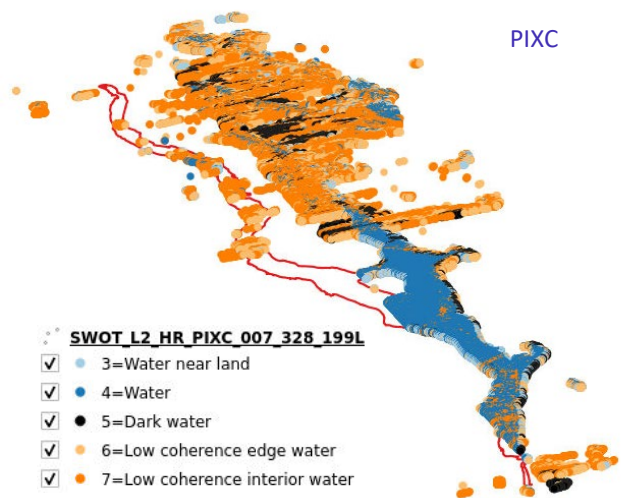 PIXC
SWOT_L2_HR_PIXC_007_328_199L
3=Water near land
4=Water
5=Dark water
6=Low coherence edge water
7=Low coherence interior water